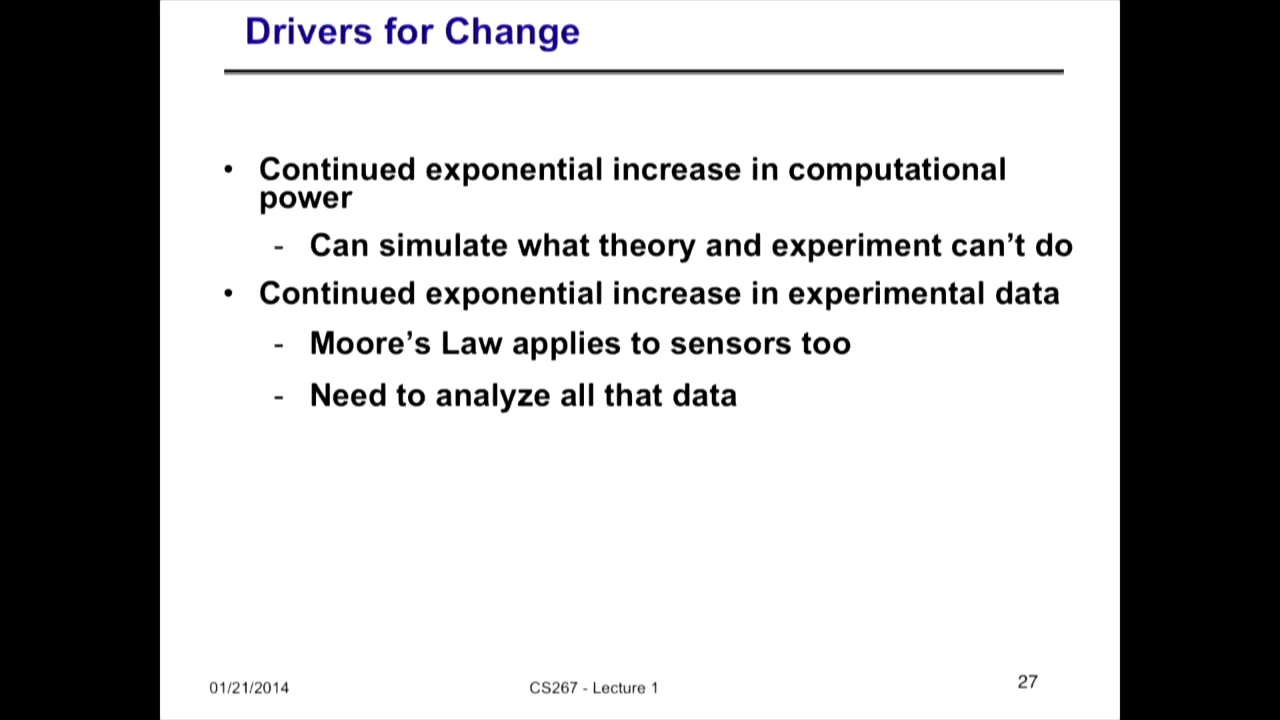 Drivers for Change
• Continued exponential increase in computational
power
- Can simulate what theory and experiment can’t do
• Continued exponential increase in experimental data
- Moore’s Law applies to sensors too
- Need to analyze all that data
01/21/2014
CS267 - Lecture 1
27